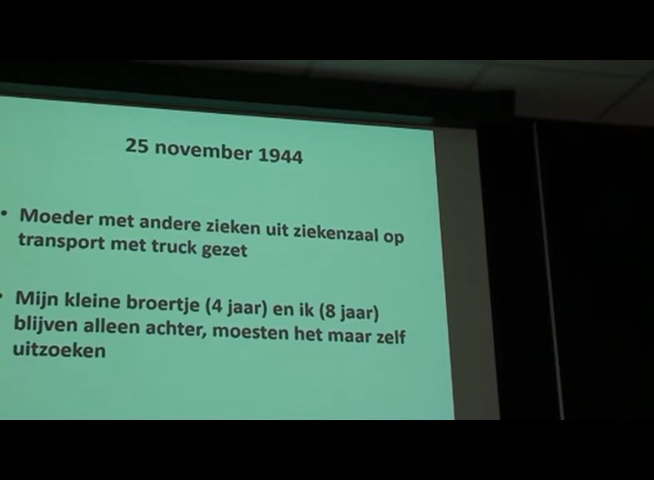 25 november 1944
• Moeder met andere zieken uit ziekenzaal op
transport met truck gezet
• Mijn kleine broertje (4 jaar) en ik (8 jaar)
blijven alleen achter, moesten het maar zelf
uitzoeken